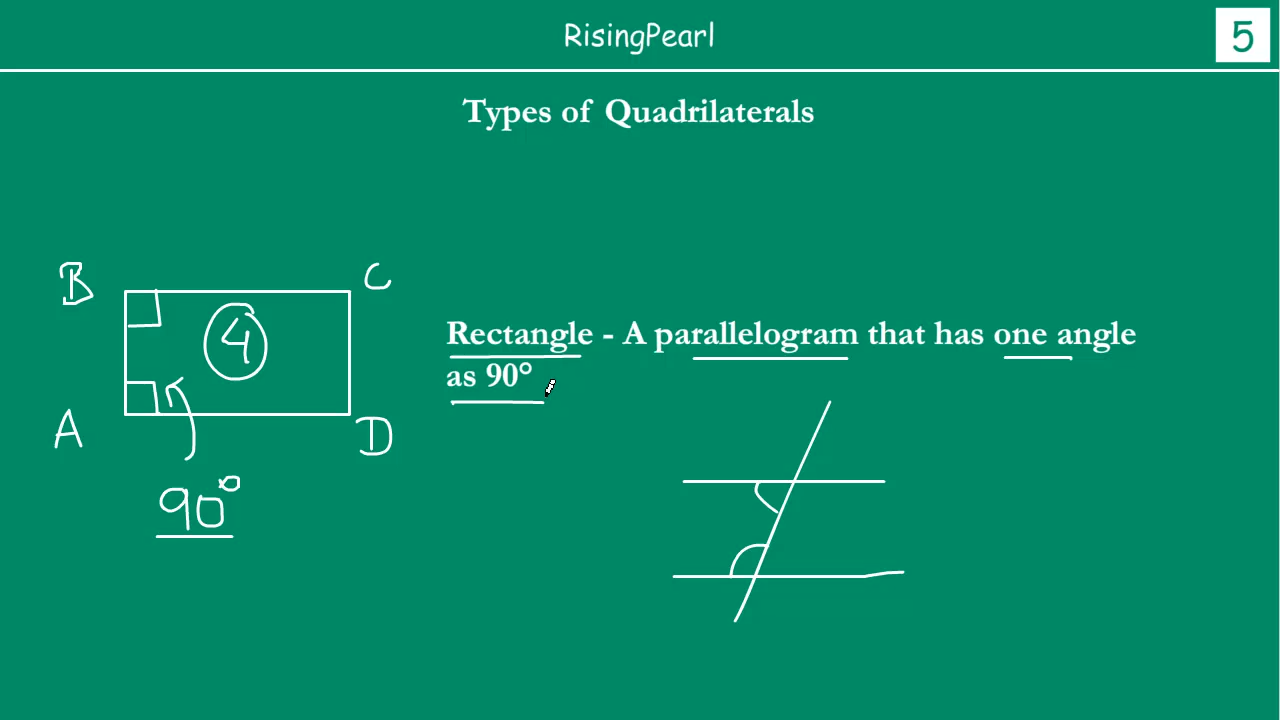 RisingPearl
5
Types of Quadrilaterals
B
C
4
Rectangle - A parallelogram that has one angle
as 90°
A
D
90°